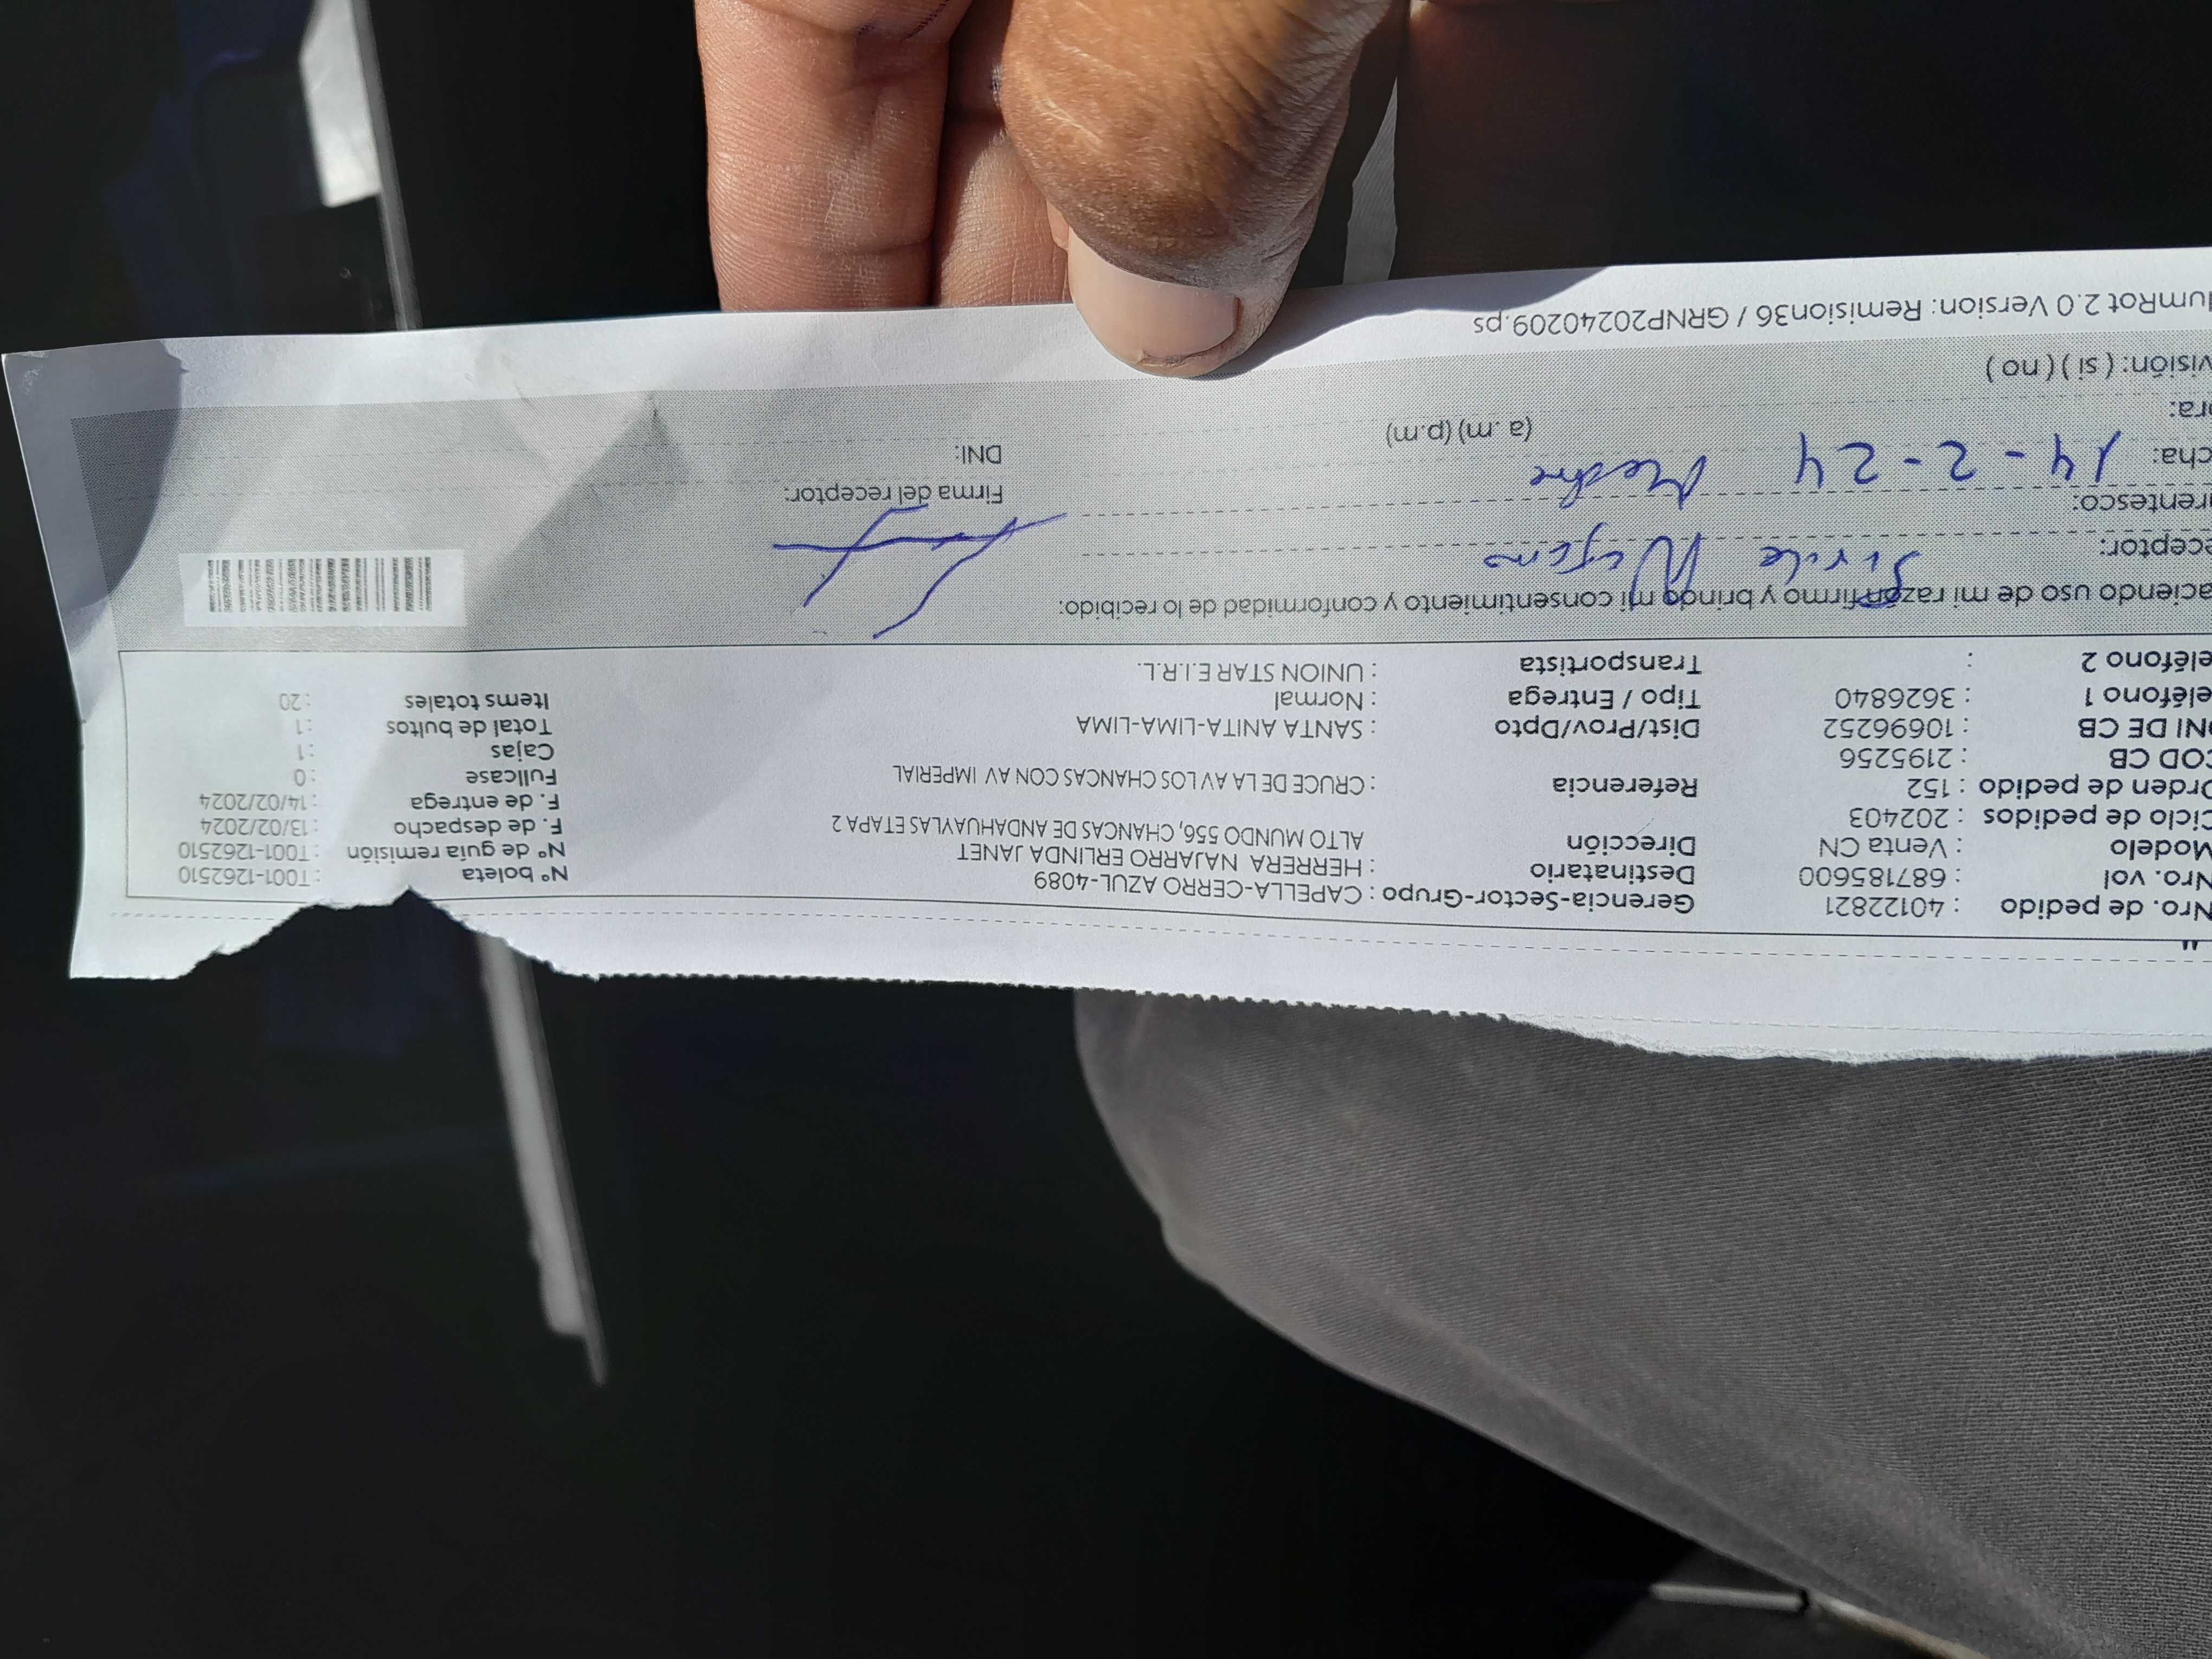 Nro. de pedido : 40122821 Gerencia-Sector-Grupo : CAPELLA-CERRO AZUL-4089 N° boleta : T001-1262510
Nro. vol : 687185600 Destinatario : HERRERA NAJARRO ERLINDA JANET N° de guía remisión : T001-1262510
Modelo : Venta CN Dirección ALTO MUNDO 556, CHANCAS DE ANDAHUAYLAS ETAPA 2 F. de despacho : 13/02/2024
Ciclo de pedidos : 202403 F. de entrega : 14/02/2024
Orden de pedido : 152 Referencia : CRUCE DE LA AV LOS CHANCAS CON AV IMPERIAL Fullcase : 0
COD CB : 2195256 Cajas : 1
DNI DE CB : 10696252 Dist/Prov/Dpto : SANTA ANITA-LIMA-LIMA Total de bultos : 1
eléfono 1 : 3626840 Tipo / Entrega : Normal Items totales : 20
eléfono 2 : Transportista : UNION STAR E.I.R.L.
aciendo uso de mi razón firmo y brindo mi consentimiento y conformidad de lo recibido:
eceptor:
rentesco: Firma del receptor:
cha: 14-2-24 Madre DNI:
ra: (a.m) (p.m)
visión: ( si ) ( no )
umRot 2.0 Version: Remision36 / GRNP20240209.ps